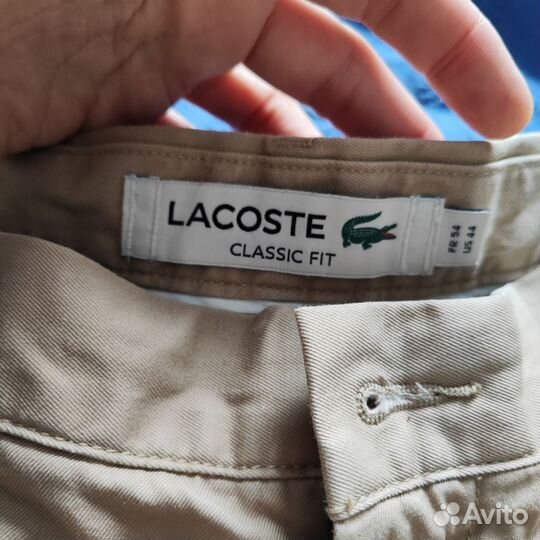 LACOSTE
CLASSIC FIT
FR 54
US 44
Avito